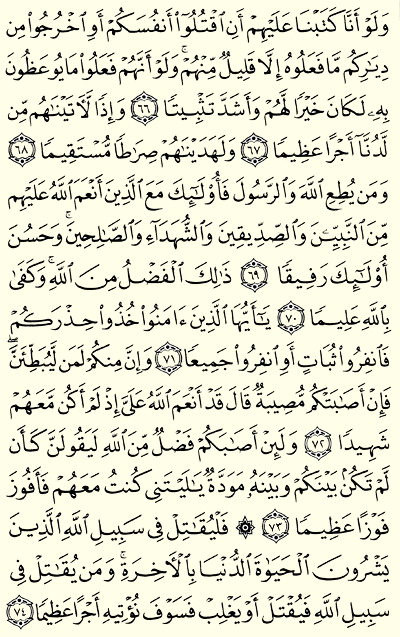 وَلَوْ أَنَّا كَتَبْنَا عَلَيْهِمْ أَنِ ٱقْتُلُوٓا۟ أَنفُسَكُمْ أَوِ ٱخْرُجُوا۟ مِن
دِيَـٰرِكُم مَّا فَعَلُوهُ إِلَّا قَلِيلٌ مِّنْهُمْ ۖ وَلَوْ أَنَّهُمْ فَعَلُوا۟ مَا يُوعَظُونَ
بِهِۦ لَكَانَ خَيْرًا لَّهُمْ وَأَشَدَّ تَثْبِيتًا ٦٦ وَإِذًا لَّـَٔاتَيْنَـٰهُم مِّن
لَّدُنَّآ أَجْرًا عَظِيمًا ٦٧ وَلَهَدَيْنَـٰهُمْ صِرَٰطًا مُّسْتَقِيمًا ٦٨
وَمَن يُطِعِ ٱللَّهَ وَٱلرَّسُولَ فَأُو۟لَـٰٓئِكَ مَعَ ٱلَّذِينَ أَنْعَمَ ٱللَّهُ عَلَيْهِم
مِّنَ ٱلنَّبِيِّـۧنَ وَٱلصِّدِّيقِينَ وَٱلشُّهَدَآءِ وَٱلصَّـٰلِحِينَ ۚ وَحَسُنَ
أُو۟لَـٰٓئِكَ رَفِيقًا ٦٩ ذَٰلِكَ ٱلْفَضْلُ مِنَ ٱللَّهِ ۚ وَكَفَىٰ
بِٱللَّهِ عَلِيمًا ٧٠ يَـٰٓأَيُّهَا ٱلَّذِينَ ءَامَنُوا۟ خُذُوا۟ حِذْرَكُمْ
فَٱنفِرُوا۟ ثُبَاتٍ أَوِ ٱنفِرُوا۟ جَمِيعًا ٧١ وَإِنَّ مِنكُمْ لَمَن لَّيُبَطِّئَنَّ ۖ
فَإِنْ أَصَـٰبَتْكُم مُّصِيبَةٌ قَالَ قَدْ أَنْعَمَ ٱللَّهُ عَلَىَّ إِذْ لَمْ أَكُن مَّعَهُمْ
شَهِيدًا ٧٢ وَلَئِنْ أَصَـٰبَكُمْ فَضْلٌ مِّنَ ٱللَّهِ لَيَقُولَنَّ كَأَن
لَّمْ تَكُنۢ بَيْنَكُمْ وَبَيْنَهُۥ مَوَدَّةٌ يَـٰلَيْتَنِى كُنتُ مَعَهُمْ فَأَفُوزَ
فَوْزًا عَظِيمًا ٧٣ ۞ فَلْيُقَـٰتِلْ فِى سَبِيلِ ٱللَّهِ ٱلَّذِينَ
يَشْرُونَ ٱلْحَيَوٰةَ ٱلدُّنْيَا بِٱلْـَٔاخِرَةِ ۚ وَمَن يُقَـٰتِلْ فِى
سَبِيلِ ٱللَّهِ فَيُقْتَلْ أَوْ يَغْلِبْ فَسَوْفَ نُؤْتِيهِ أَجْرًا عَظِيمًا ٧٤